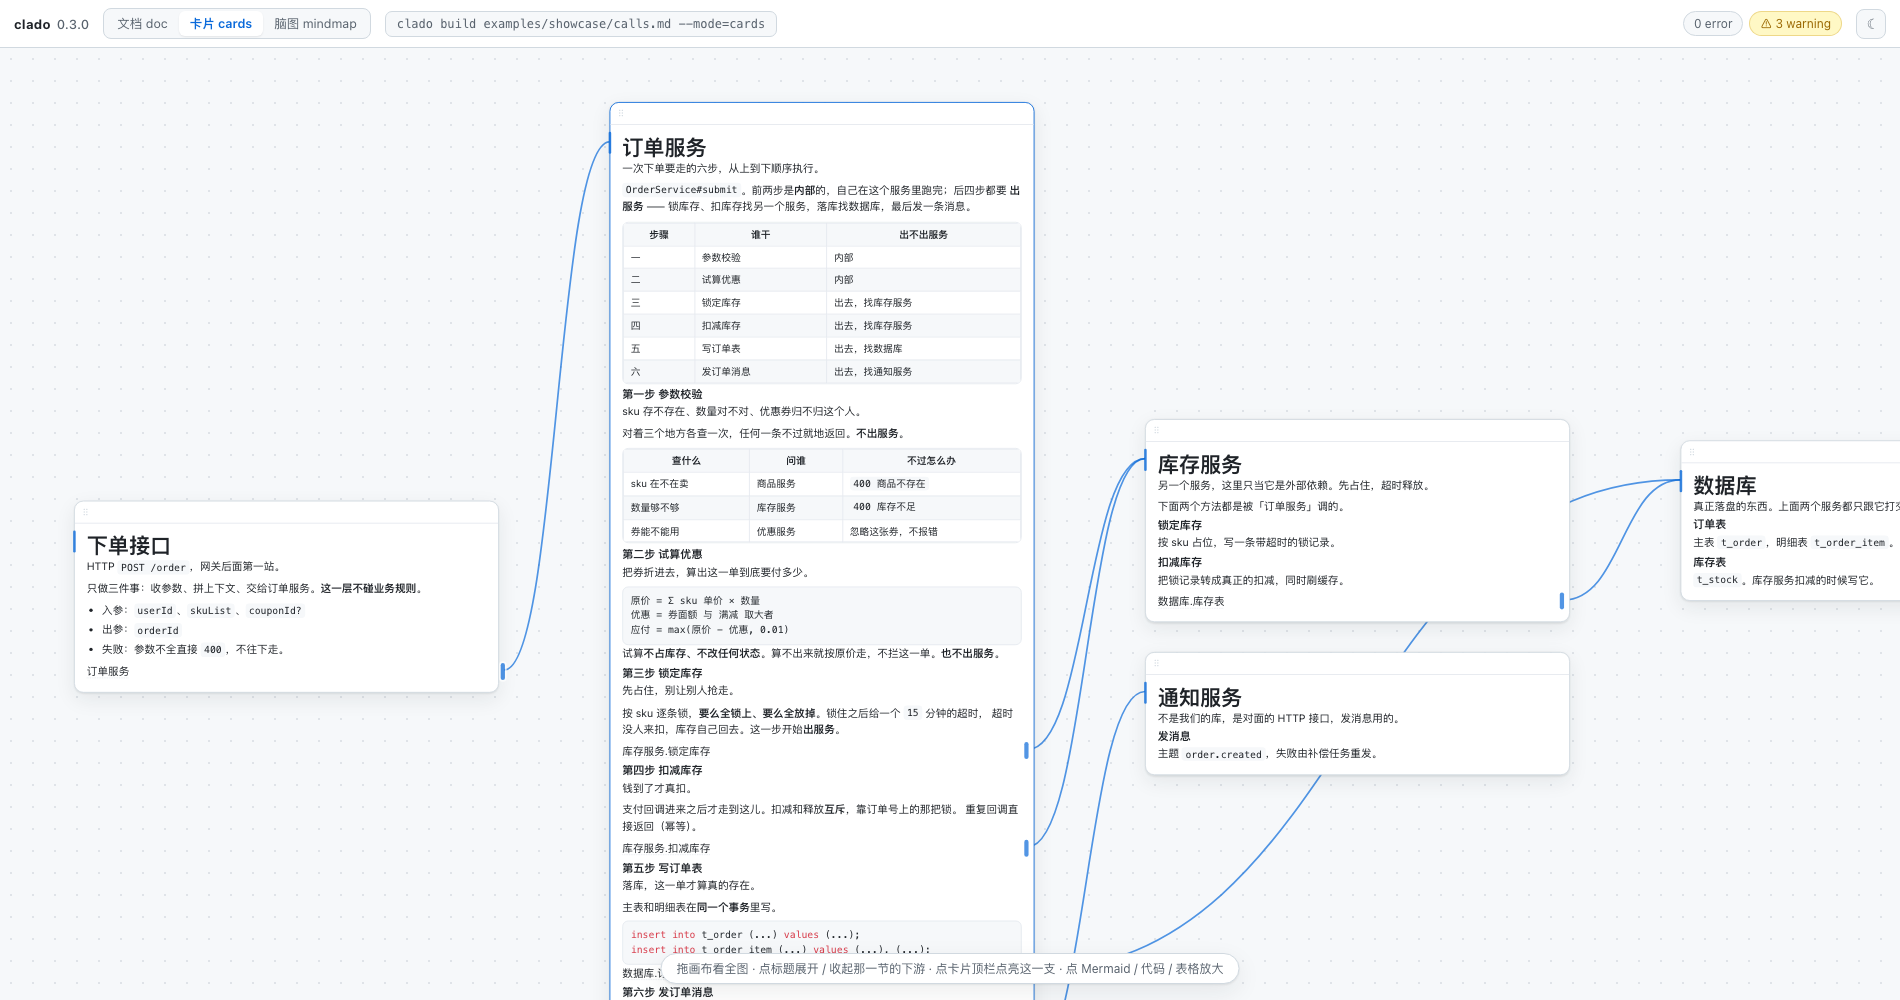 clado 0.3.0 文档 doc 卡片 cards 脑图 mindmap clado build examples/showcase/calls.md --mode=cards 0 error ⚠ 3 warning
下单接口
HTTP POST /order，网关后面第一站。
只做三件事：收参数、拼上下文、交给订单服务。这一层不碰业务规则。
• 入参：userId、skuList、couponId?
• 出参：orderId
• 失败：参数不全直接 400，不往下走。
订单服务
订单服务
一次下单要走的六步，从上到下顺序执行。
OrderService#submit。前两步是内部的，自己在这个服务里跑完；后四步都要 出
服务 —— 锁库存、扣库存找另一个服务，落库找数据库，最后发一条消息。
步骤 谁干 出不出服务
一 参数校验 内部
二 试算优惠 内部
三 锁定库存 出去，找库存服务
四 扣减库存 出去，找库存服务
五 写订单表 出去，找数据库
六 发订单消息 出去，找通知服务
第一步 参数校验
sku 存不存在、数量对不对、优惠券归不归这个人。
对着三个地方各查一次，任何一条不过就地返回。不出服务。
查什么 问谁 不过怎么办
sku 在不在卖 商品服务 400 商品不存在
数量够不够 库存服务 400 库存不足
券能不能用 优惠服务 忽略这张券，不报错
第二步 试算优惠
把券折进去，算出这一单到底要付多少。
原价 = Σ sku 单价 × 数量
优惠 = 券面额 与 满减 取大者
应付 = max(原价 − 优惠, 0.01)
试算不占库存、不改任何状态。算不出来就按原价走，不拦这一单。也不出服务。
第三步 锁定库存
先占住，别让别人抢走。
按 sku 逐条锁，要么全锁上、要么全放掉。锁住之后给一个 15 分钟的超时， 超时
没人来扣，库存自己回去。这一步开始出服务。
库存服务.锁定库存
第四步 扣减库存
钱到了才真扣。
支付回调进来之后才走到这儿。扣减和释放互斥，靠订单号上的那把锁。 重复回调直
接返回（幂等）。
库存服务.扣减库存
第五步 写订单表
落库，这一单才算真的存在。
主表和明细表在同一个事务里写。
insert into t_order (...) values (...);
insert into t_order_item (...) values (...), (...);
数据库.
第六步 发订单消息
库存服务
另一个服务，这里只当它是外部依赖。先占位，超时释放。
下面两个方法都是被「订单服务」调的。
锁定库存
按 sku 占位，写一条带超时的锁记录。
扣减库存
把锁记录转成真正的扣减，同时刷缓存。
数据库.库存表
通知服务
不是我们的库，是对面的 HTTP 接口，发消息用的。
发消息
主题 order.created，失败由补偿任务重发。
数据库
真正落盘的东西。上面两个服务都只跟它打
订单表
主表 t_order，明细表 t_order_item。
库存表
t_stock。库存服务扣减的时候写它。
拖画布看全图 · 点标题展开 / 收起那一节的下游 · 点卡片顶栏点亮这一支 · 点 Mermaid / 代码 / 表格放大